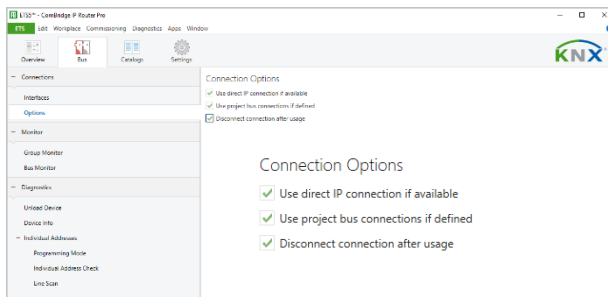 ETS5™ - ComBridge IP Router Pro
ETS Edit Workplace Commissioning Diagnostics Apps Window
Overview Bus Catalogs Settings
KNX
Connections
Interfaces
Options
Monitor
Group Monitor
Bus Monitor
Diagnostics
Unload Device
Device Info
Individual Addresses
Programming Mode
Individual Address Check
Line Scan
Connection Options
Use direct IP connection if available
Use project bus connections if defined
Disconnect connection after usage
Connection Options
Use direct IP connection if available
Use project bus connections if defined
Disconnect connection after usage